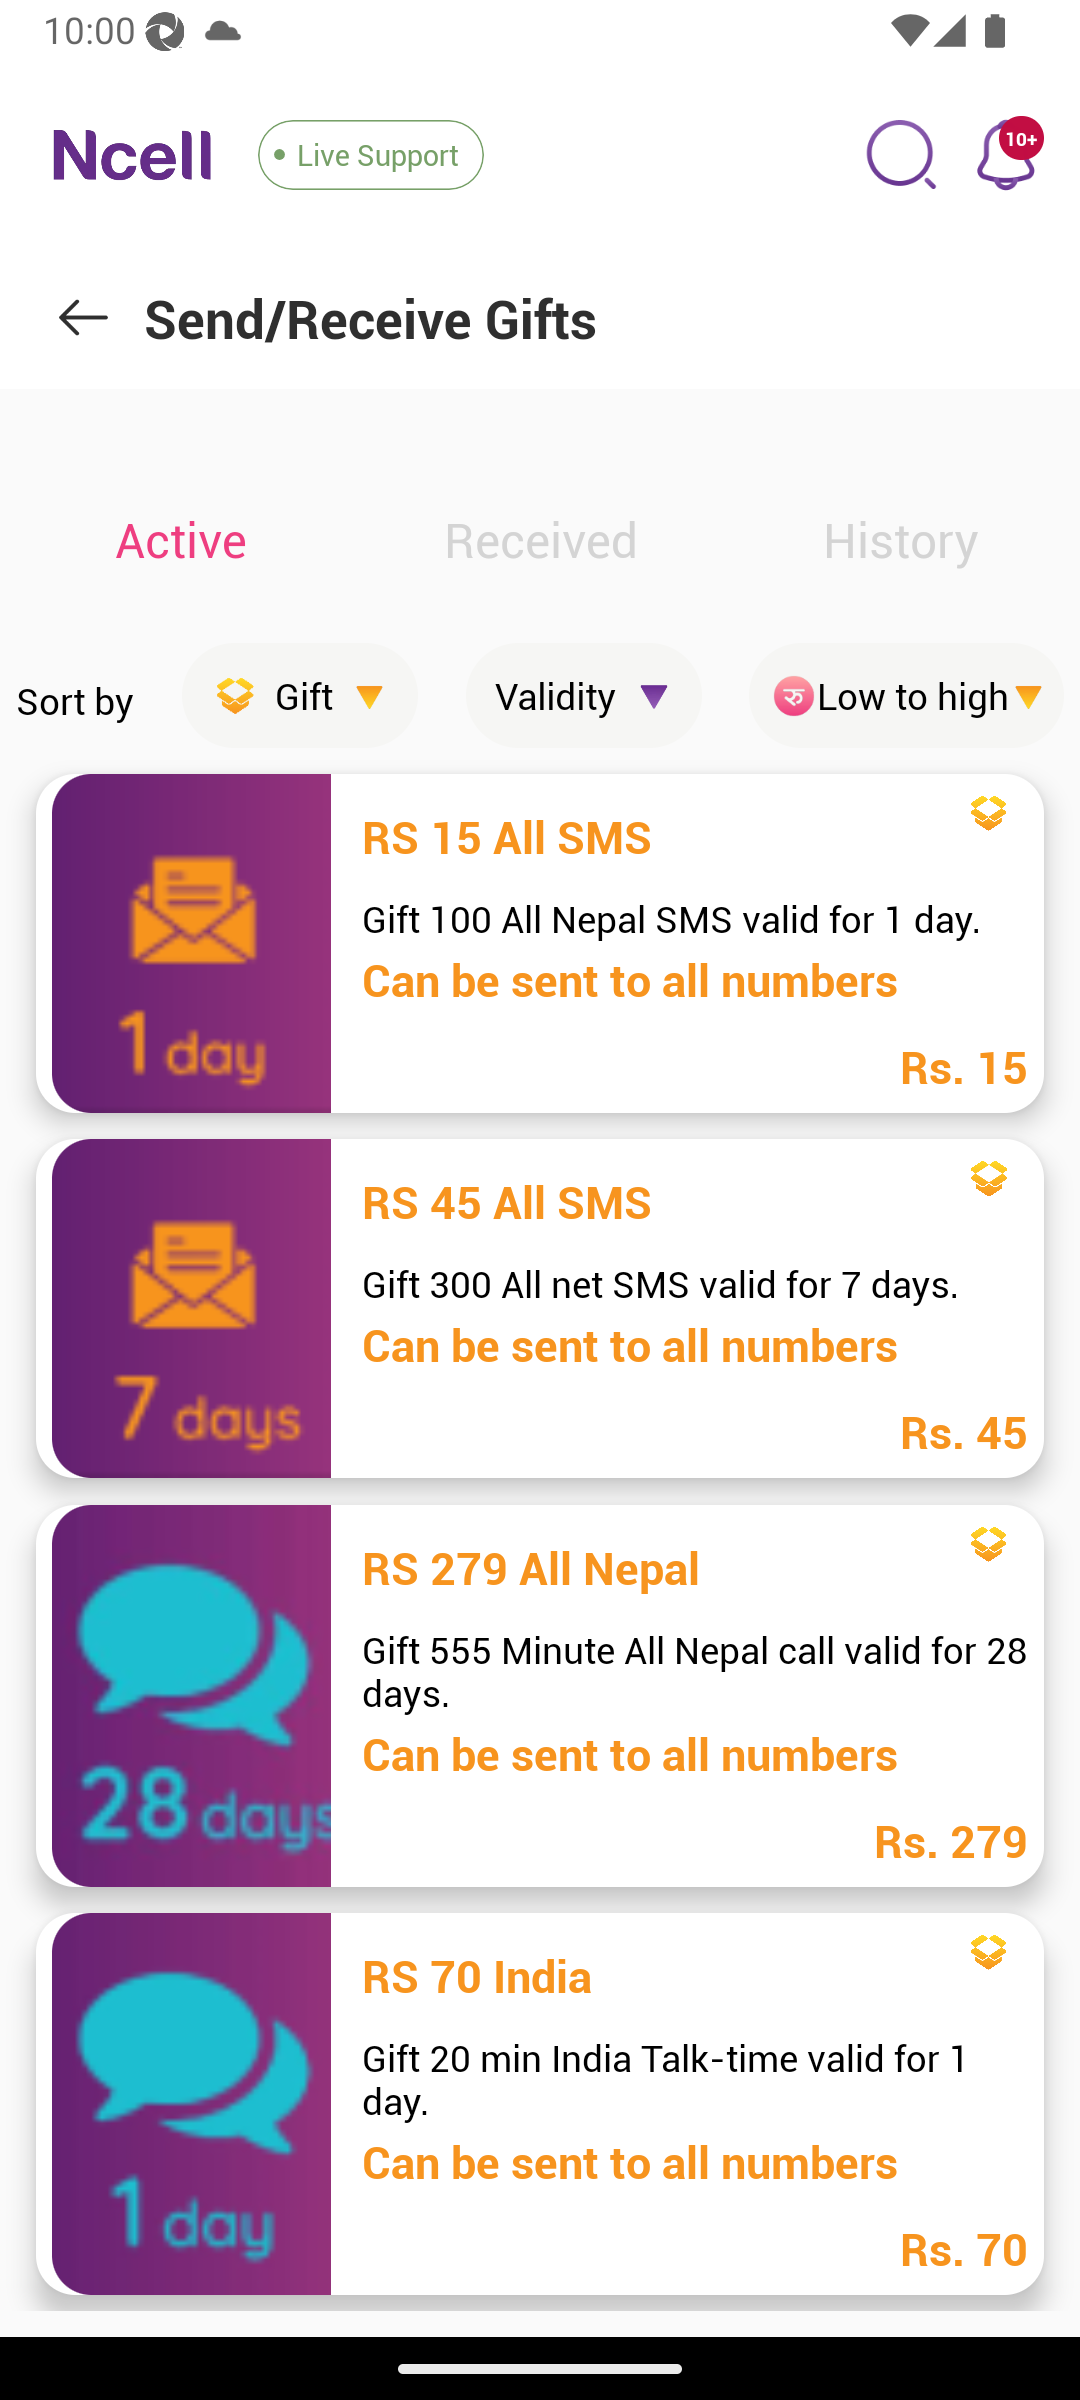 10:00
Ncell
Live Support
10+
Send/Receive Gifts
Active Received History
Sort by Gift Validity रु Low to high
1 day
RS 15 All SMS
Gift 100 All Nepal SMS valid for 1 day.
Can be sent to all numbers
Rs. 15
7 days
RS 45 All SMS
Gift 300 All net SMS valid for 7 days.
Can be sent to all numbers
Rs. 45
28 days
RS 279 All Nepal
Gift 555 Minute All Nepal call valid for 28
days.
Can be sent to all numbers
Rs. 279
1 day
RS 70 India
Gift 20 min India Talk-time valid for 1
day.
Can be sent to all numbers
Rs. 70